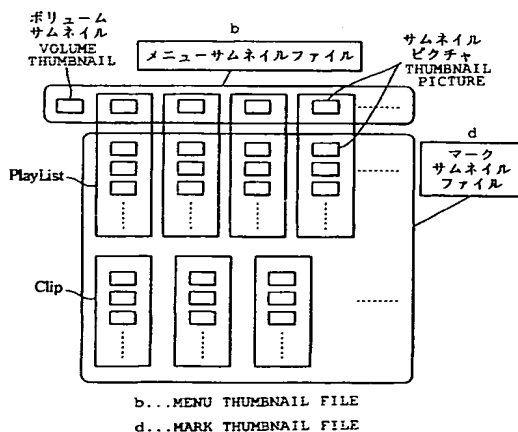 ボリューム
サムネイル
VOLUME
THUMBNAIL
b
メニューサムネイルファイル
サムネイル
ピクチャ
THUMBNAIL
PICTURE
d
マーク
サムネイル
ファイル
PlayList
Clip
b...MENU THUMBNAIL FILE
d...MARK THUMBNAIL FILE